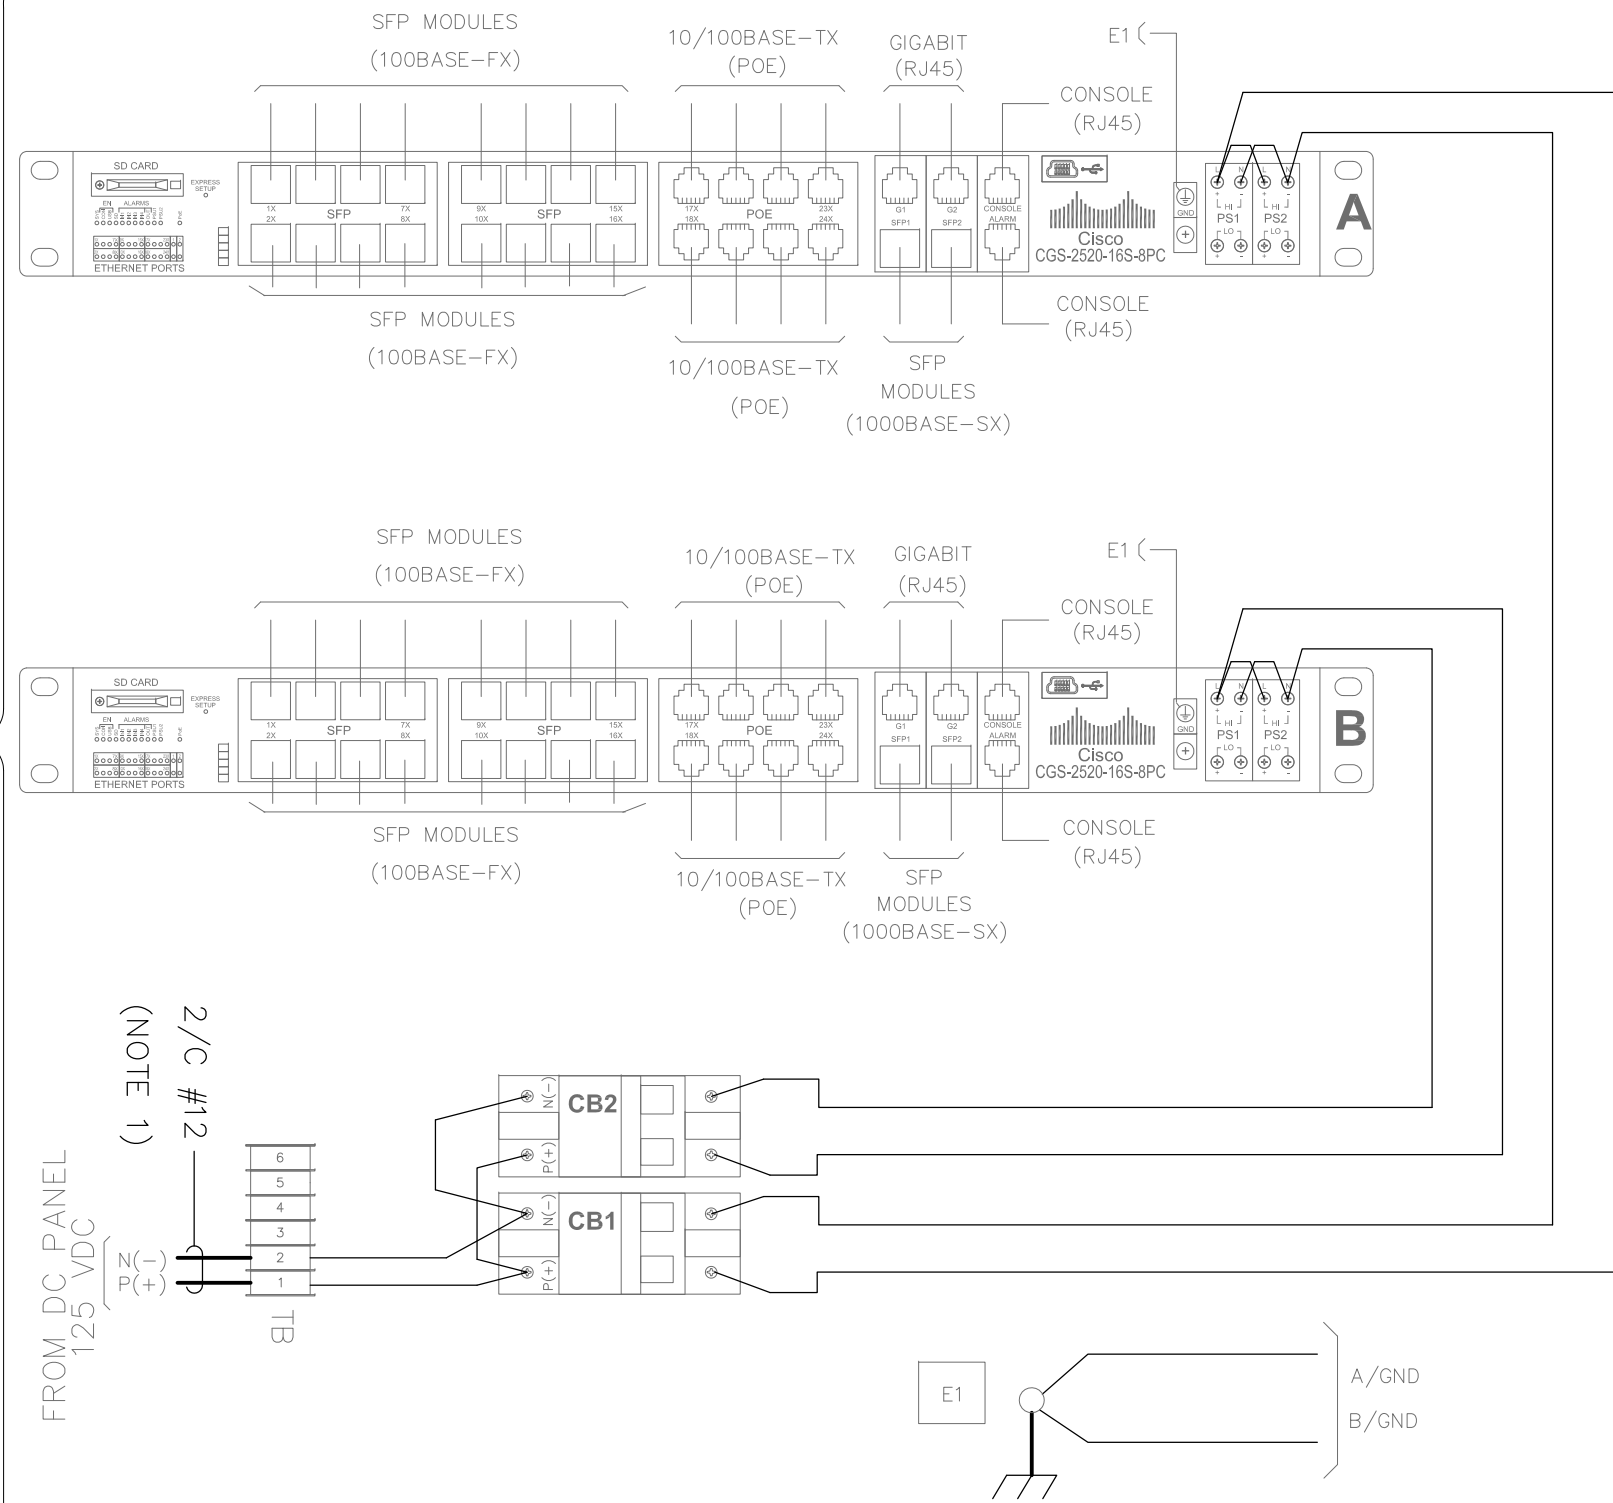 SFP MODULES
(100BASE-FX)
10/100BASE-TX
(POE)
GIGABIT
(RJ45)
E1
CONSOLE
(RJ45)
SD CARD
EXPRESS
SETUP
EN ALARMS
ETHERNET PORTS
1X 7X 9X 15X
SFP SFP
2X 8X 10X 16X
17X 23X
POE
18X 24X
G1 G2 CONSOLE
SFP1 SFP2 ALARM
Cisco
CGS-2520-16S-8PC
GND
L N L N
+ - + -
HI HI
PS1 PS2
LO LO
+ - + -
A
SFP MODULES
(100BASE-FX)
10/100BASE-TX
(POE)
SFP
MODULES
(1000BASE-SX)
CONSOLE
(RJ45)
SFP MODULES
(100BASE-FX)
10/100BASE-TX
(POE)
GIGABIT
(RJ45)
E1
CONSOLE
(RJ45)
SD CARD
EXPRESS
SETUP
EN ALARMS
ETHERNET PORTS
1X 7X 9X 15X
SFP SFP
2X 8X 10X 16X
17X 23X
POE
18X 24X
G1 G2 CONSOLE
SFP1 SFP2 ALARM
Cisco
CGS-2520-16S-8PC
GND
L N L N
+ - + -
HI HI
PS1 PS2
LO LO
+ - + -
B
SFP MODULES
(100BASE-FX)
10/100BASE-TX
(POE)
SFP
MODULES
(1000BASE-SX)
CONSOLE
(RJ45)
2/C #12
(NOTE 1)
FROM DC PANEL
125 VDC
N(-)
P(+)
6
5
4
3
2
1
TB
N(-)
CB2
P(+)
N(-)
CB1
P(+)
E1
A/GND
B/GND